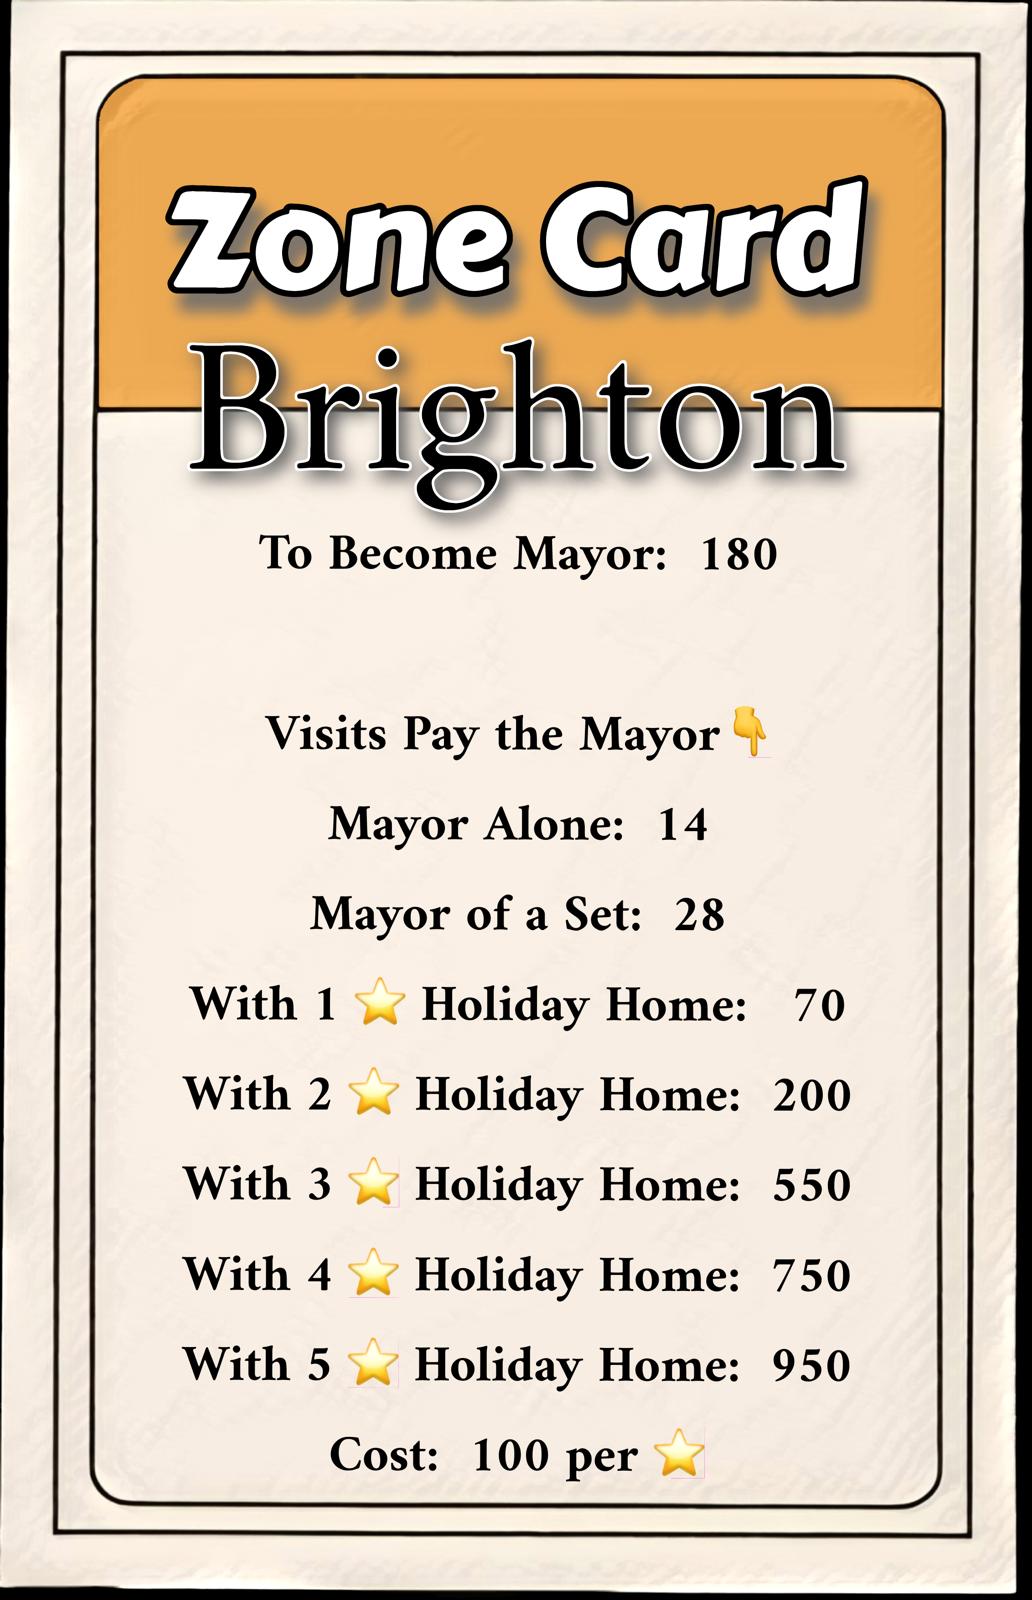 Zone Card
Brighton
To Become Mayor: 180
Visits Pay the Mayor👇
Mayor Alone: 14
Mayor of a Set: 28
With 1 ⭐ Holiday Home: 70
With 2 ⭐ Holiday Home: 200
With 3 ⭐ Holiday Home: 550
With 4 ⭐ Holiday Home: 750
With 5 ⭐ Holiday Home: 950
Cost: 100 per ⭐